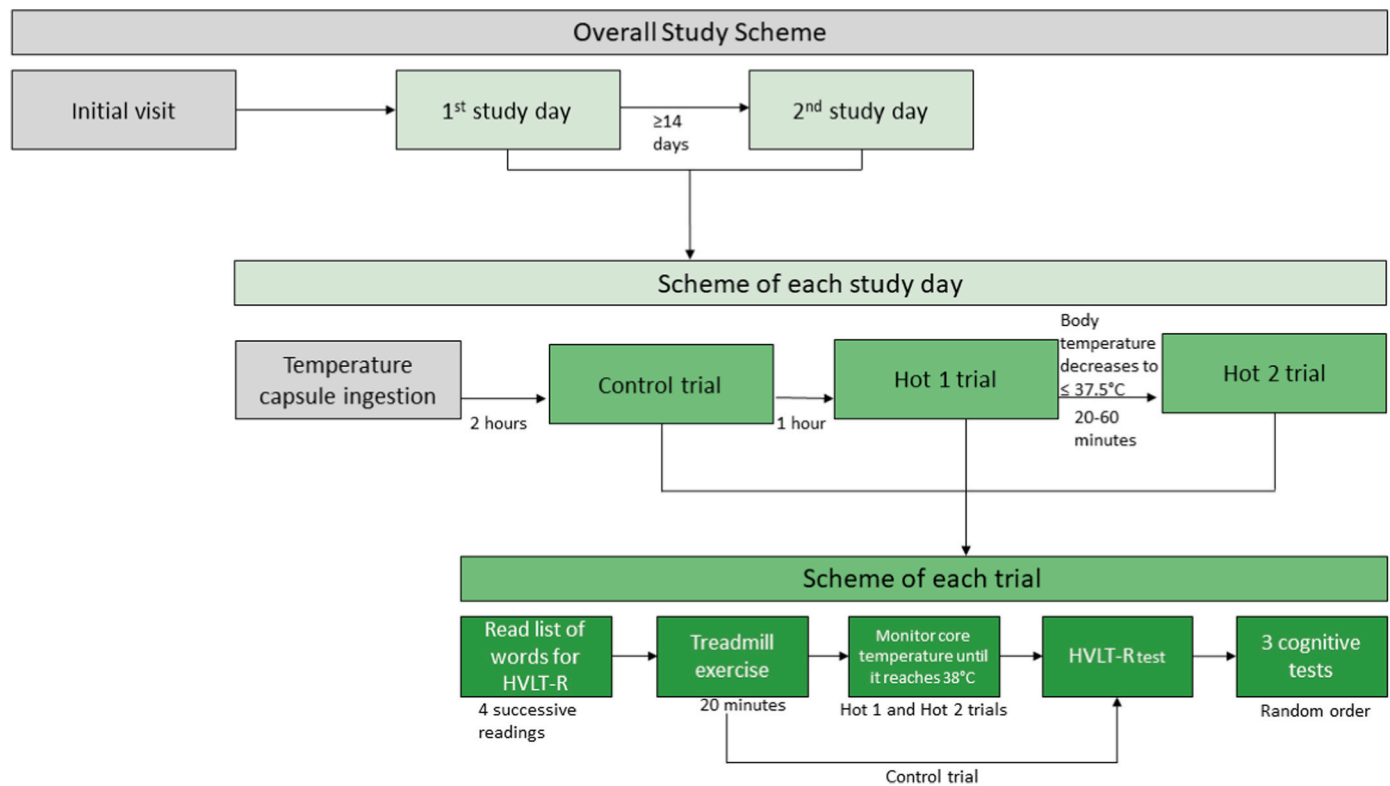 Overall Study Scheme
Initial visit
1st study day
≥14
days
2nd study day
Scheme of each study day
Temperature
capsule ingestion
2 hours
Control trial
1 hour
Hot 1 trial
Body
temperature
decreases to
≤ 37.5°C
20-60
minutes
Hot 2 trial
Scheme of each trial
Read list of
words for
HVLT-R
4 successive
readings
Treadmill
exercise
20 minutes
Monitor core
temperature until
it reaches 38°C
Hot 1 and Hot 2 trials
HVLT-R test
3 cognitive
tests
Random order
Control trial